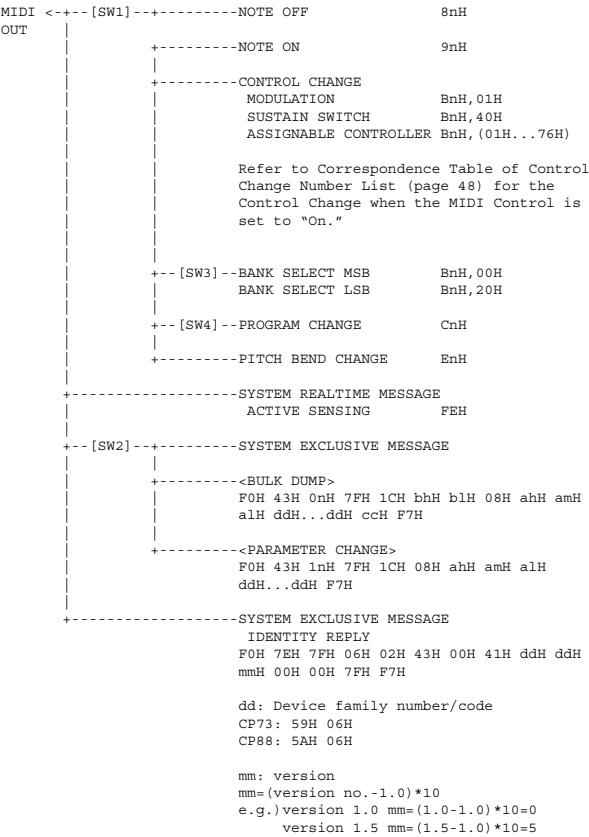 MIDI <-+--[SW1]--+---------NOTE OFF 8nH
OUT |
+---------NOTE ON 9nH
+---------CONTROL CHANGE
MODULATION BnH,01H
SUSTAIN SWITCH BnH,40H
ASSIGNABLE CONTROLLER BnH,(01H...76H)
Refer to Correspondence Table of Control
Change Number List (page 48) for the
Control Change when the MIDI Control is
set to “On.”
+--[SW3]--BANK SELECT MSB BnH,00H
BANK SELECT LSB BnH,20H
+--[SW4]--PROGRAM CHANGE CnH
+---------PITCH BEND CHANGE EnH
+-------------------SYSTEM REALTIME MESSAGE
ACTIVE SENSING FEH
+--[SW2]--+---------SYSTEM EXCLUSIVE MESSAGE
+---------<BULK DUMP>
F0H 43H 0nH 7FH 1CH bhH blH 08H ahH amH
alH ddH...ddH ccH F7H
+---------<PARAMETER CHANGE>
F0H 43H 1nH 7FH 1CH 08H ahH amH alH
ddH...ddH F7H
+-------------------SYSTEM EXCLUSIVE MESSAGE
IDENTITY REPLY
F0H 7EH 7FH 06H 02H 43H 00H 41H ddH ddH
mmH 00H 00H 7FH F7H
dd: Device family number/code
CP73: 59H 06H
CP88: 5AH 06H
mm: version
mm=(version no.-1.0)*10
e.g.)version 1.0 mm=(1.0-1.0)*10=0
version 1.5 mm=(1.5-1.0)*10=5